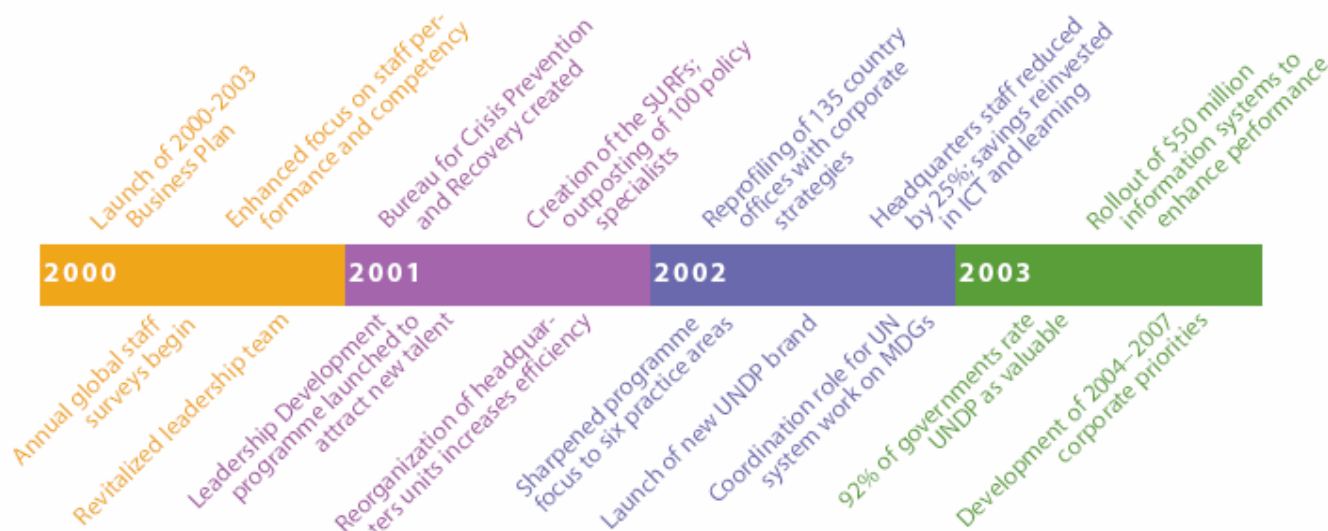 Launch of 2000-2003
Business Plan
Enhanced focus on staff per-
formance and competency
Bureau for Crisis Prevention
and Recovery created
Creation of the SURFs;
outposting of 100 policy
specialists
Reprofiling of 135 country
offices with corporate
strategies
Headquarters staff reduced
by 25%; savings reinvested
in ICT and learning
Rollout of $50 million
information systems to
enhance performance
2000
2001
2002
2003
Annual global staff
surveys begin
Revitalized leadership team
Leadership Development
programme launched to
attract new talent
Reorganization of headquar-
ters units increases efficiency
Sharpened programme
focus to six practice areas
Launch of new UNDP brand
Coordination role for UN
system work on MDGs
92% of governments rate
UNDP as valuable
Development of 2004–2007
corporate priorities